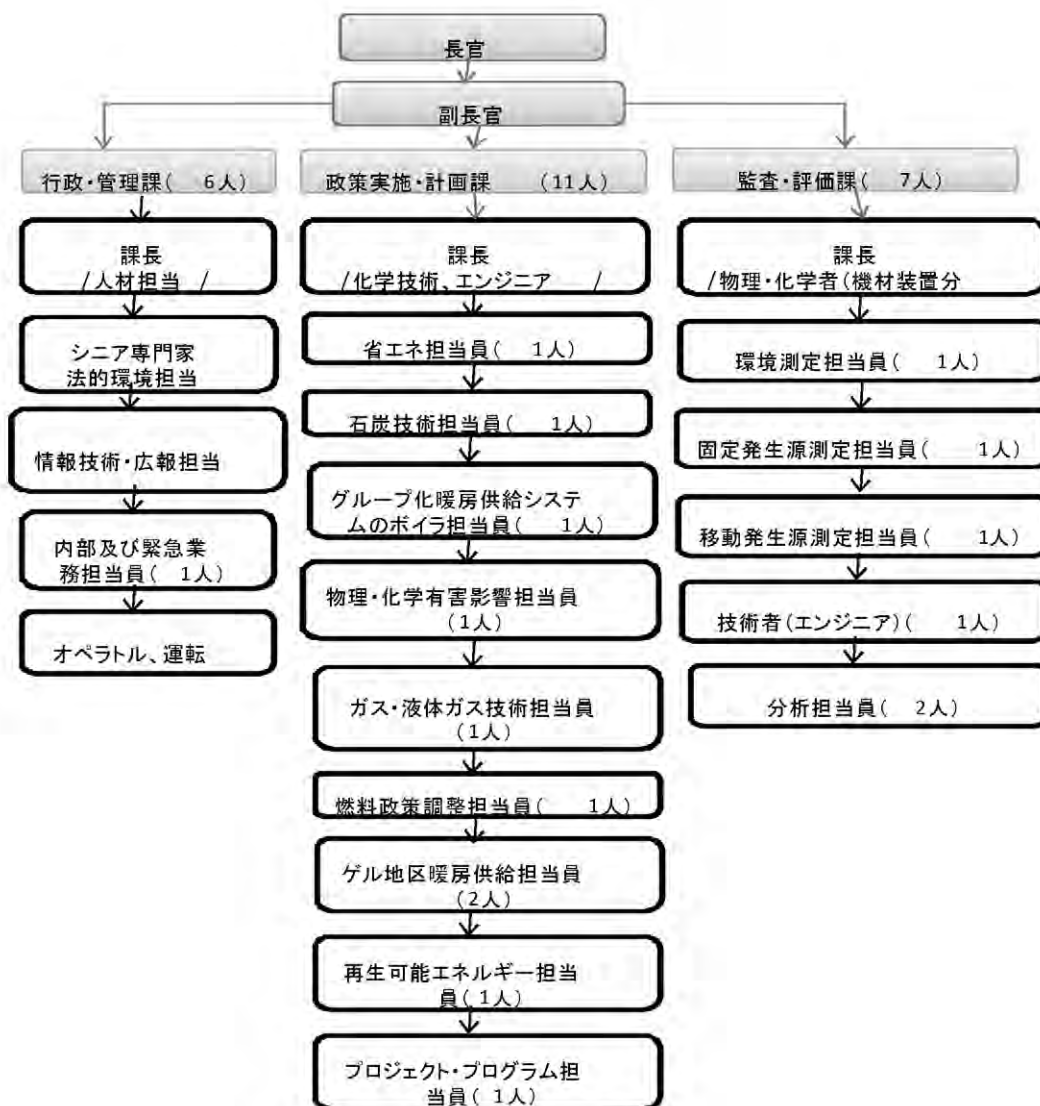 長官
副長官
行政・管理課( 6人)
政策実施・計画課 (11人)
監査・評価課( 7人)
課長
/人材担当 /
シニア専門家
法的環境担当
情報技術・広報担当
内部及び緊急業
務担当員( 1人)
オペラトル、運転
課長
/化学技術、エンジニア /
省エネ担当員( 1人)
石炭技術担当員( 1人)
グループ化暖房供給システ
ムのボイラ担当員( 1人)
物理・化学有害影響担当員
(1人)
ガス・液体ガス技術担当員
(1人)
燃料政策調整担当員( 1人)
ゲル地区暖房供給担当員
(2人)
再生可能エネルギー担当
員(1人)
プロジェクト・プログラム担
当員(1人)
課長
/物理・化学者(機材装置分
環境測定担当員( 1人)
固定発生源測定担当員( 1人)
移動発生源測定担当員( 1人)
技術者(エンジニア)( 1人)
分析担当員( 2人)